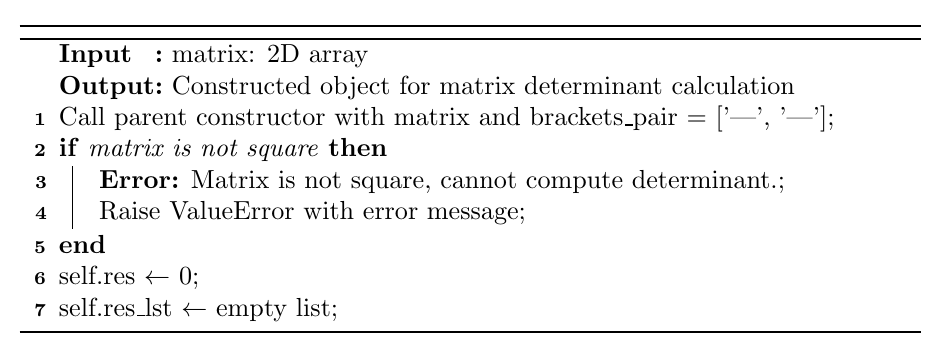 Input : matrix: 2D array
Output: Constructed object for matrix determinant calculation
1 Call parent constructor with matrix and brackets_pair = ['—', '—'];
2 if matrix is not square then
3 Error: Matrix is not square, cannot compute determinant.;
4 Raise ValueError with error message;
5 end
6 self.res ← 0;
7 self.res_lst ← empty list;